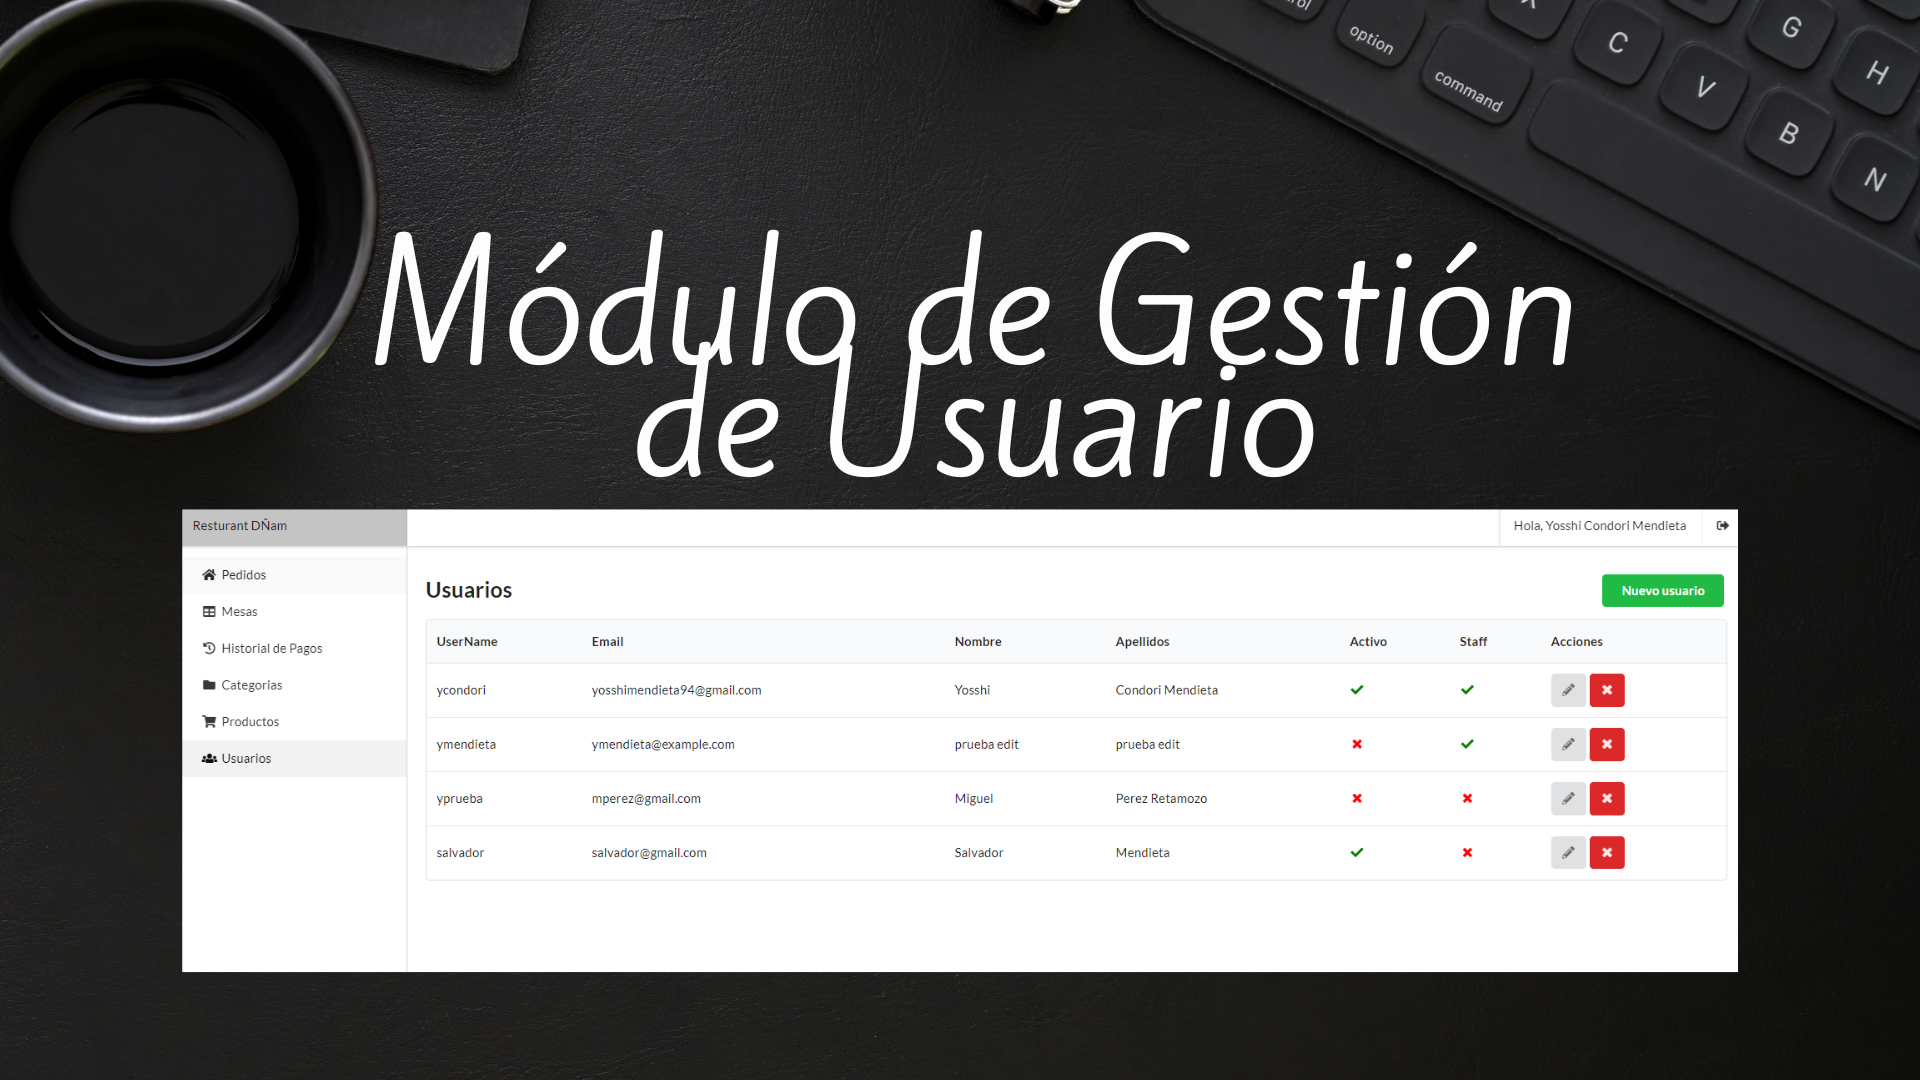 option
command
X
C
V
B
G
H
N
Módulo de Gestión
de Usuario
Resturant DÑam
Hola, Yosshi Condori Mendieta
Pedidos
Mesas
Historial de Pagos
Categorias
Productos
Usuarios
Usuarios
Nuevo usuario
UserName Email Nombre Apellidos Activo Staff Acciones
ycondori yosshimendieta94@gmail.com Yosshi Condori Mendieta
ymendieta ymendieta@example.com prueba edit prueba edit
yprueba mperez@gmail.com Miguel Perez Retamozo
salvador salvador@gmail.com Salvador Mendieta